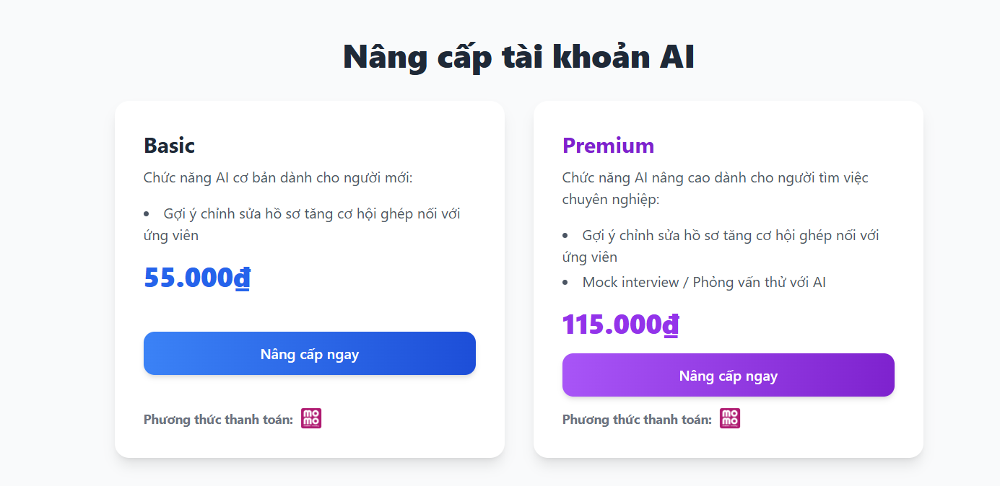 Nâng cấp tài khoản AI
Basic
Chức năng AI cơ bản dành cho người mới:
• Gợi ý chỉnh sửa hồ sơ tăng cơ hội ghép nối với
ứng viên
55.000₫
Nâng cấp ngay
Phương thức thanh toán: mo
mo
Premium
Chức năng AI nâng cao dành cho người tìm việc
chuyên nghiệp:
• Gợi ý chỉnh sửa hồ sơ tăng cơ hội ghép nối với
ứng viên
• Mock interview / Phỏng vấn thử với AI
115.000₫
Nâng cấp ngay
Phương thức thanh toán: mo
mo